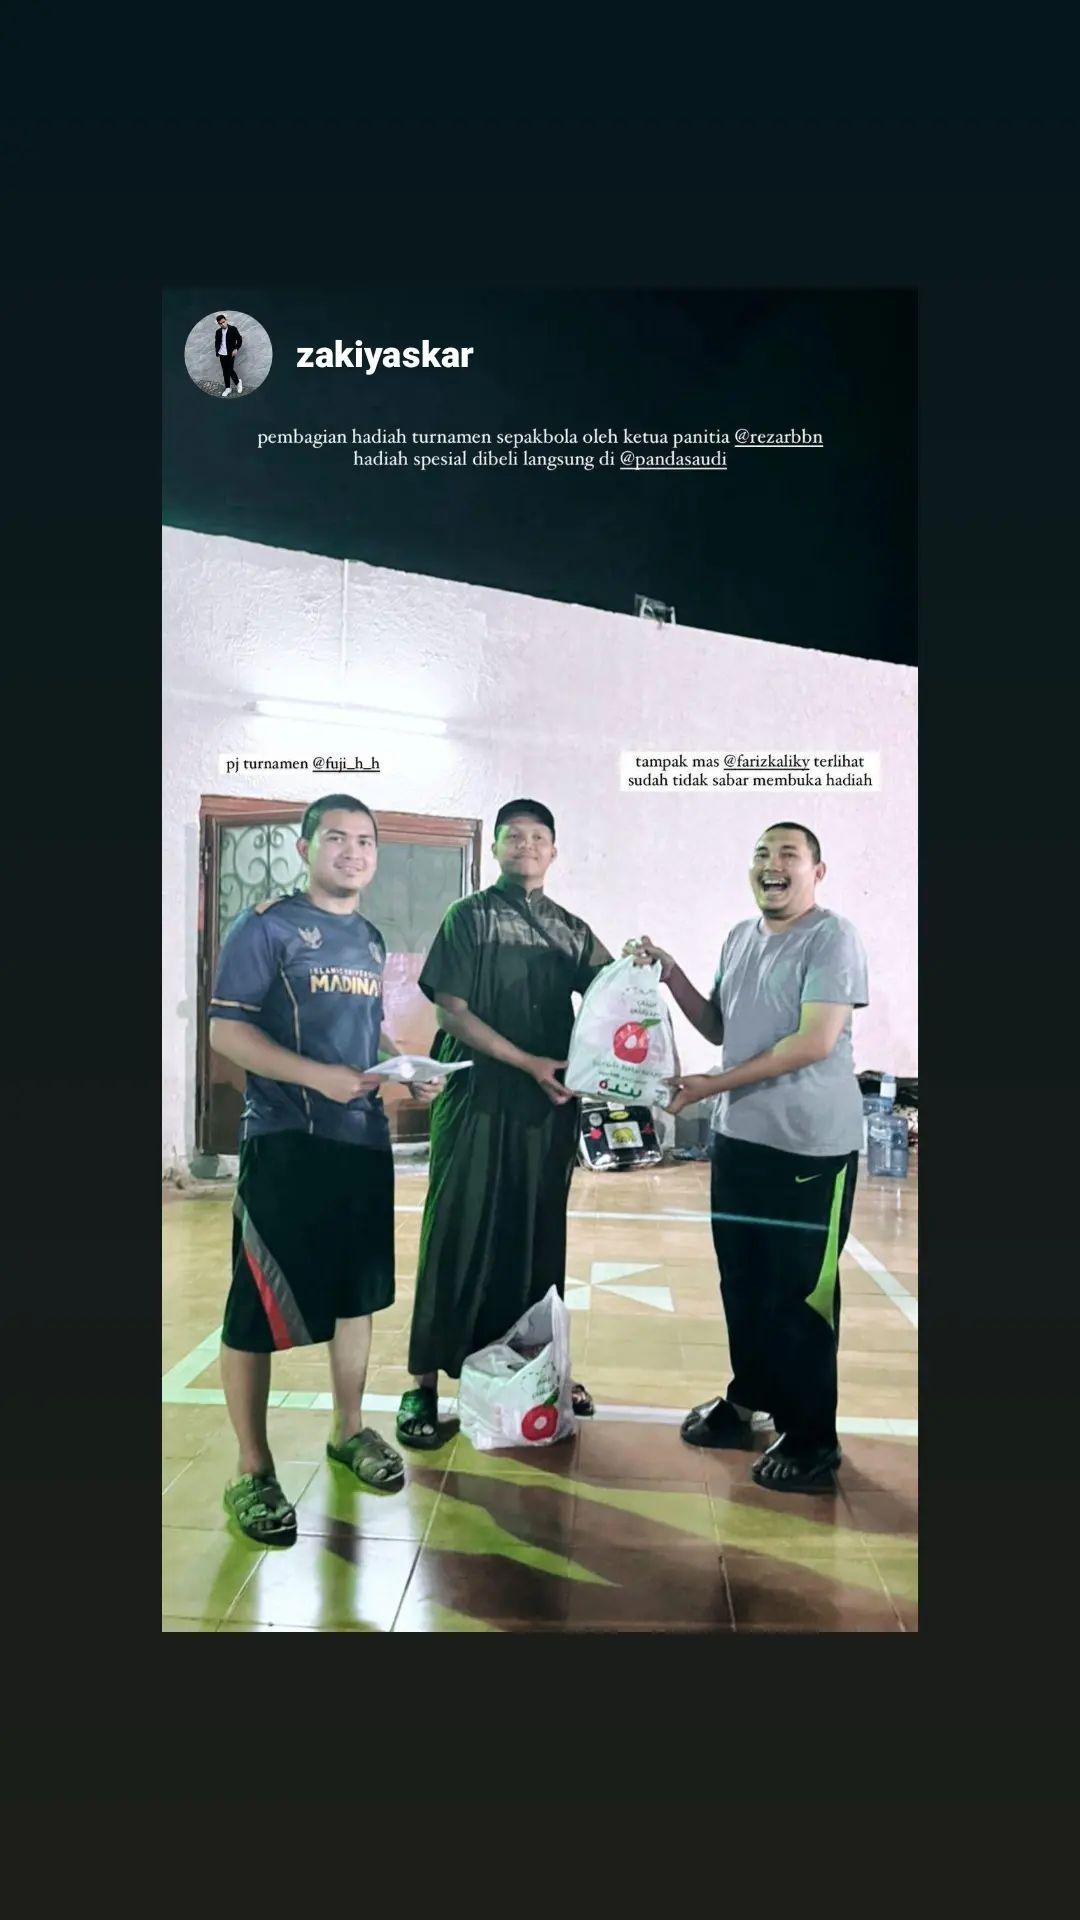 zakiyaskar
pembagian hadiah turnamen sepakbola oleh ketua panitia @rezarbbn
hadiah spesial dibeli langsung di @pandasaudi
pj turnamen @fuji_h_h
tampak mas @farizkaliky terlihat
sudah tidak sabar membuka hadiah
MADINA
بنده